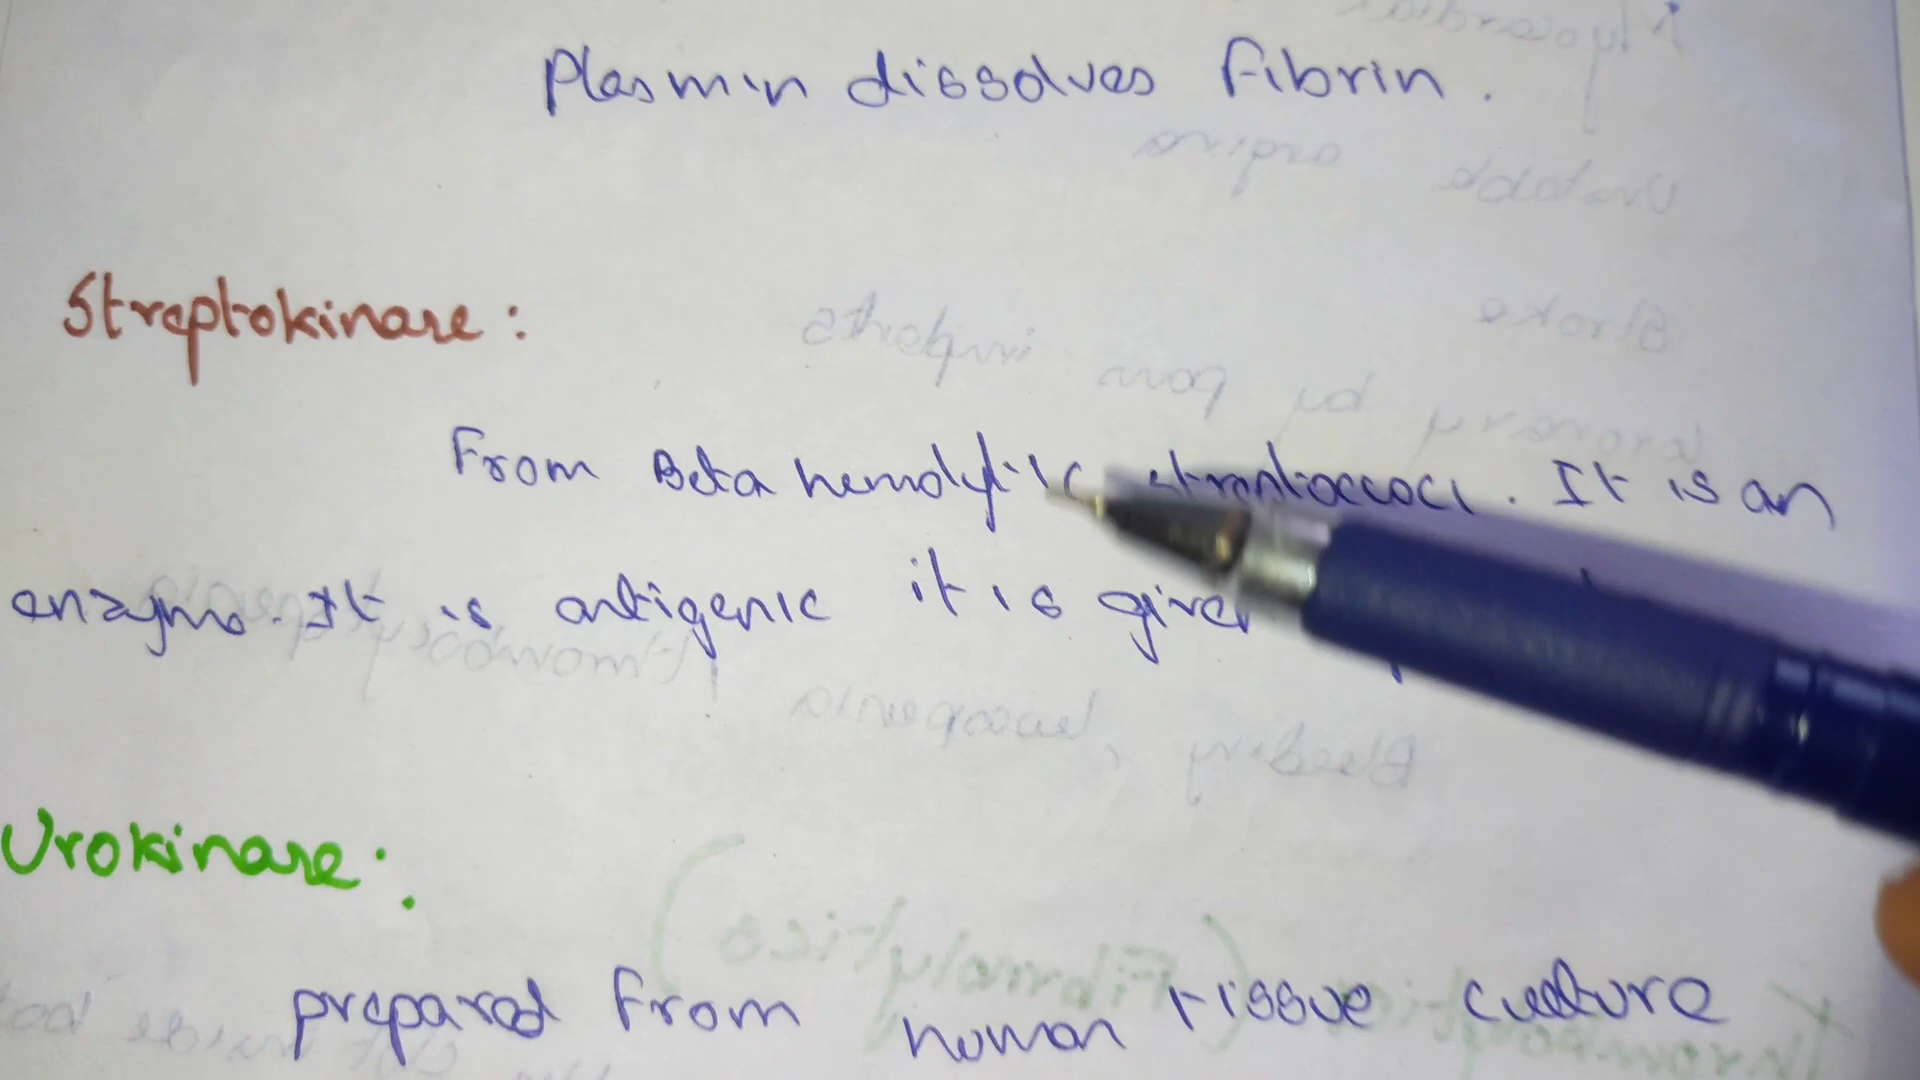 Plasmin dissolves Fibrin.
Streptokinase:
From Beta hemolytic streptococci. It is an
enzyme. It is antigenic it is given
Urokinase:
prepared from human tissue culture